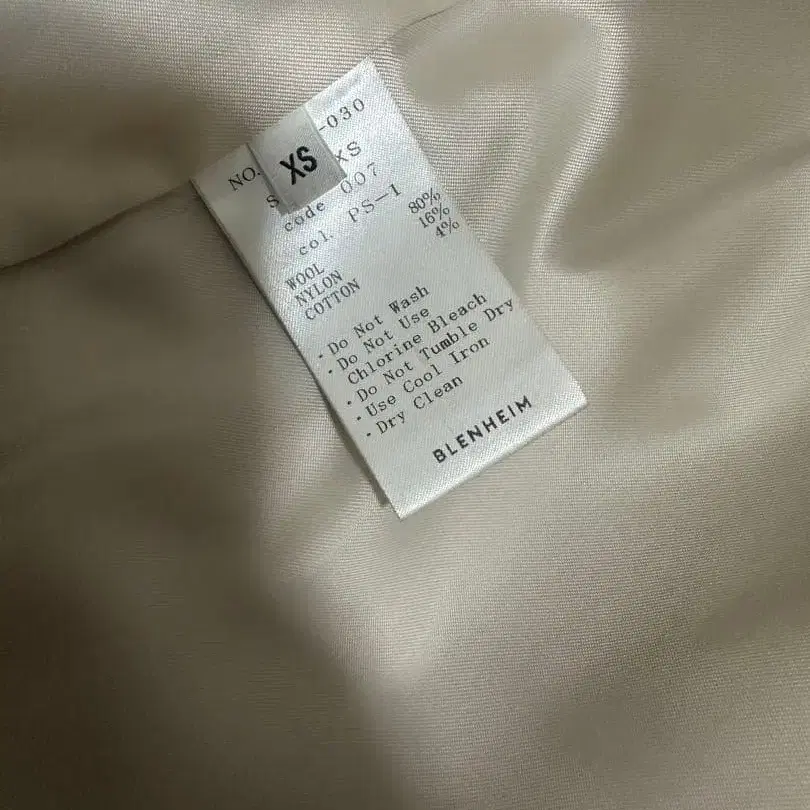 NO. -030
XS
XS
code 007
col. PS-1
WOOL 80%
NYLON 16%
COTTON 4%
· Do Not Wash
· Do Not Use
Chlorine Bleach
· Do Not Tumble Dry
· Use Cool Iron
· Dry Clean
BLENHEIM